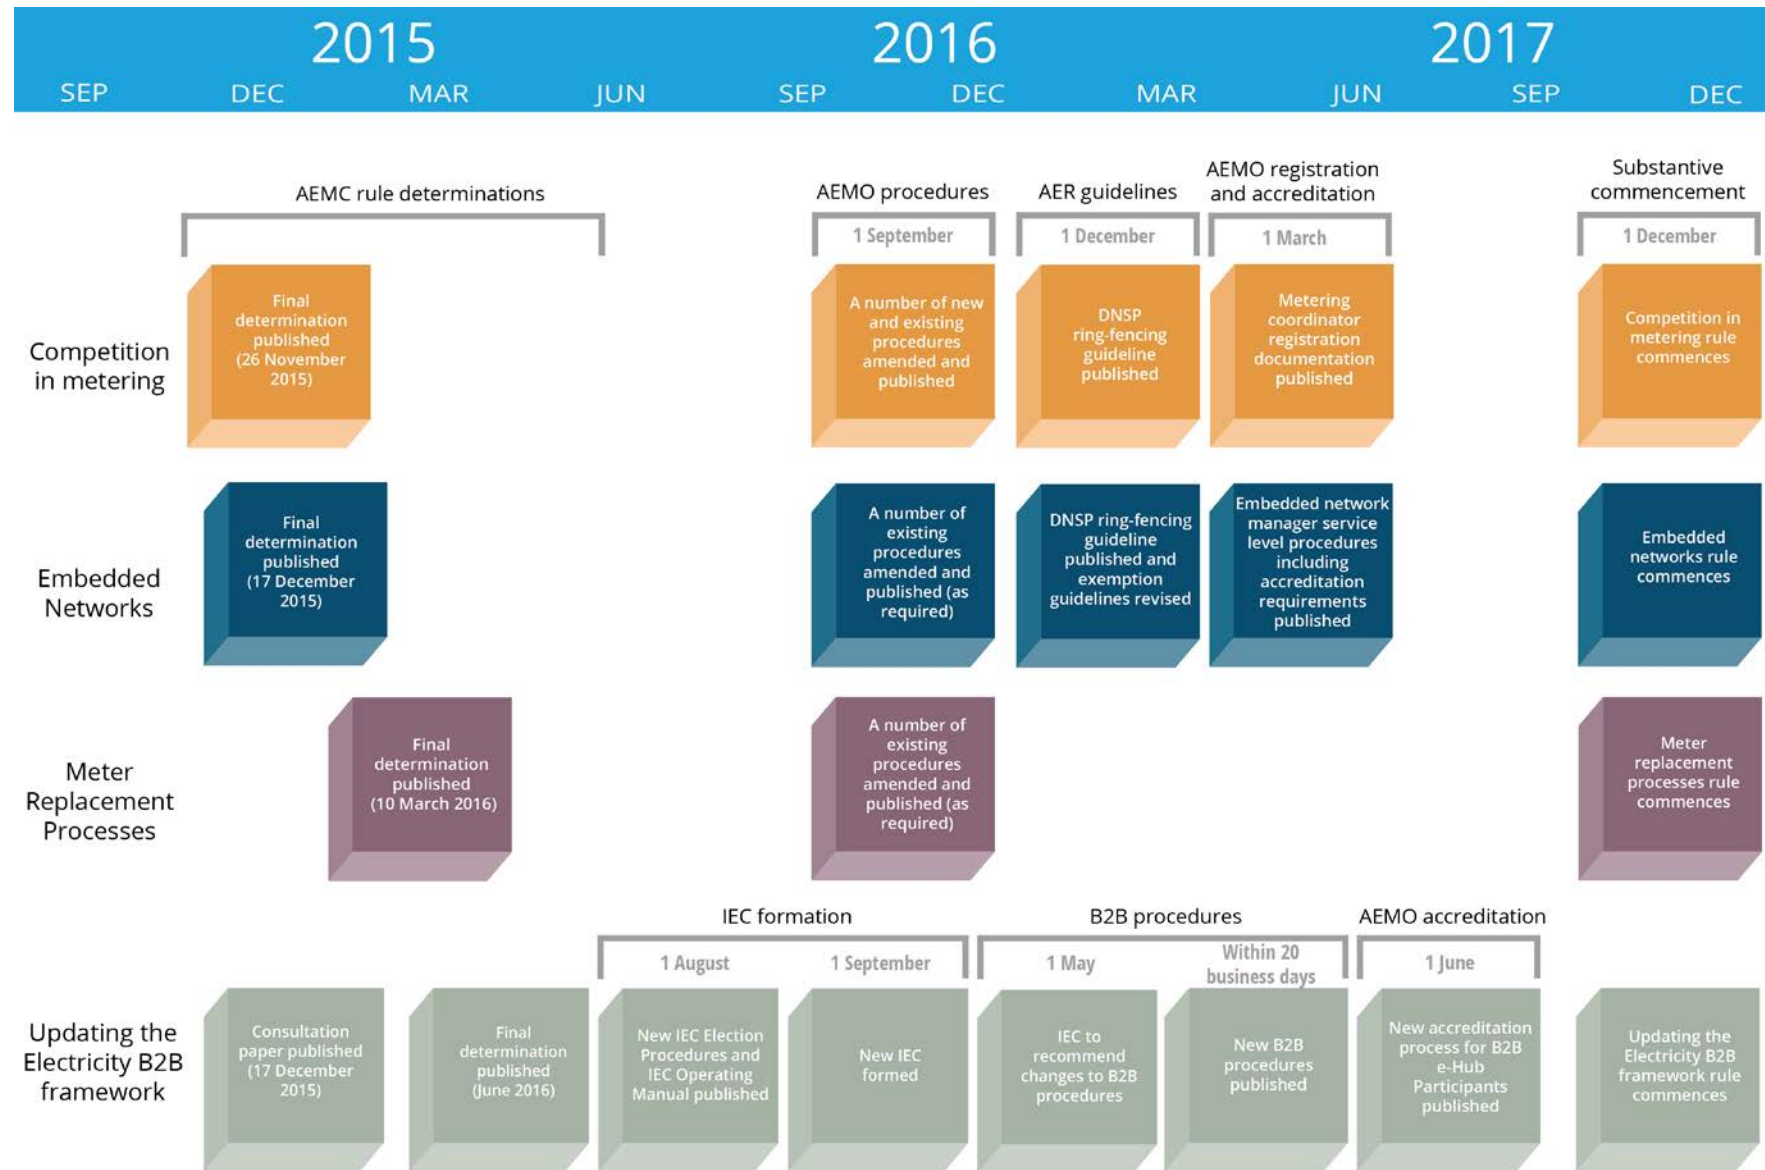 2015
2016
2017
SEP
DEC
MAR
JUN
SEP
DEC
MAR
JUN
SEP
DEC
AEMC rule determinations
AEMO procedures
1 September
AER guidelines
1 December
AEMO registration
and accreditation
1 March
Substantive
commencement
1 December
Competition
in metering
Final
determination
published
(26 November
2015)
A number of new
and existing
procedures
amended and
published
DNSP
ring-fencing
guideline
published
Metering
coordinator
registration
documentation
published
Competition in
metering rule
commences
Embedded
Networks
Final
determination
published
(17 December
2015)
A number of
existing
procedures
amended and
published (as
required)
DNSP ring-fencing
guideline
published and
exemption
guidelines revised
Embedded network
manager service
level procedures
including
accreditation
requirements
published
Embedded
networks rule
commences
Meter
Replacement
Processes
Final
determination
published
(10 March 2016)
A number of
existing
procedures
amended and
published (as
required)
Meter
replacement
processes rule
commences
IEC formation
1 August
1 September
B2B procedures
1 May
Within 20
business days
AEMO accreditation
1 June
Updating the
Electricity B2B
framework
Consultation
paper published
(17 December
2015)
Final
determination
published
(June 2016)
New IEC Election
Procedures and
IEC Operating
Manual published
New IEC
formed
IEC to
recommend
changes to B2B
procedures
New B2B
procedures
published
New accreditation
process for B2B
e-Hub
Participants
published
Updating the
Electricity B2B
framework rule
commences